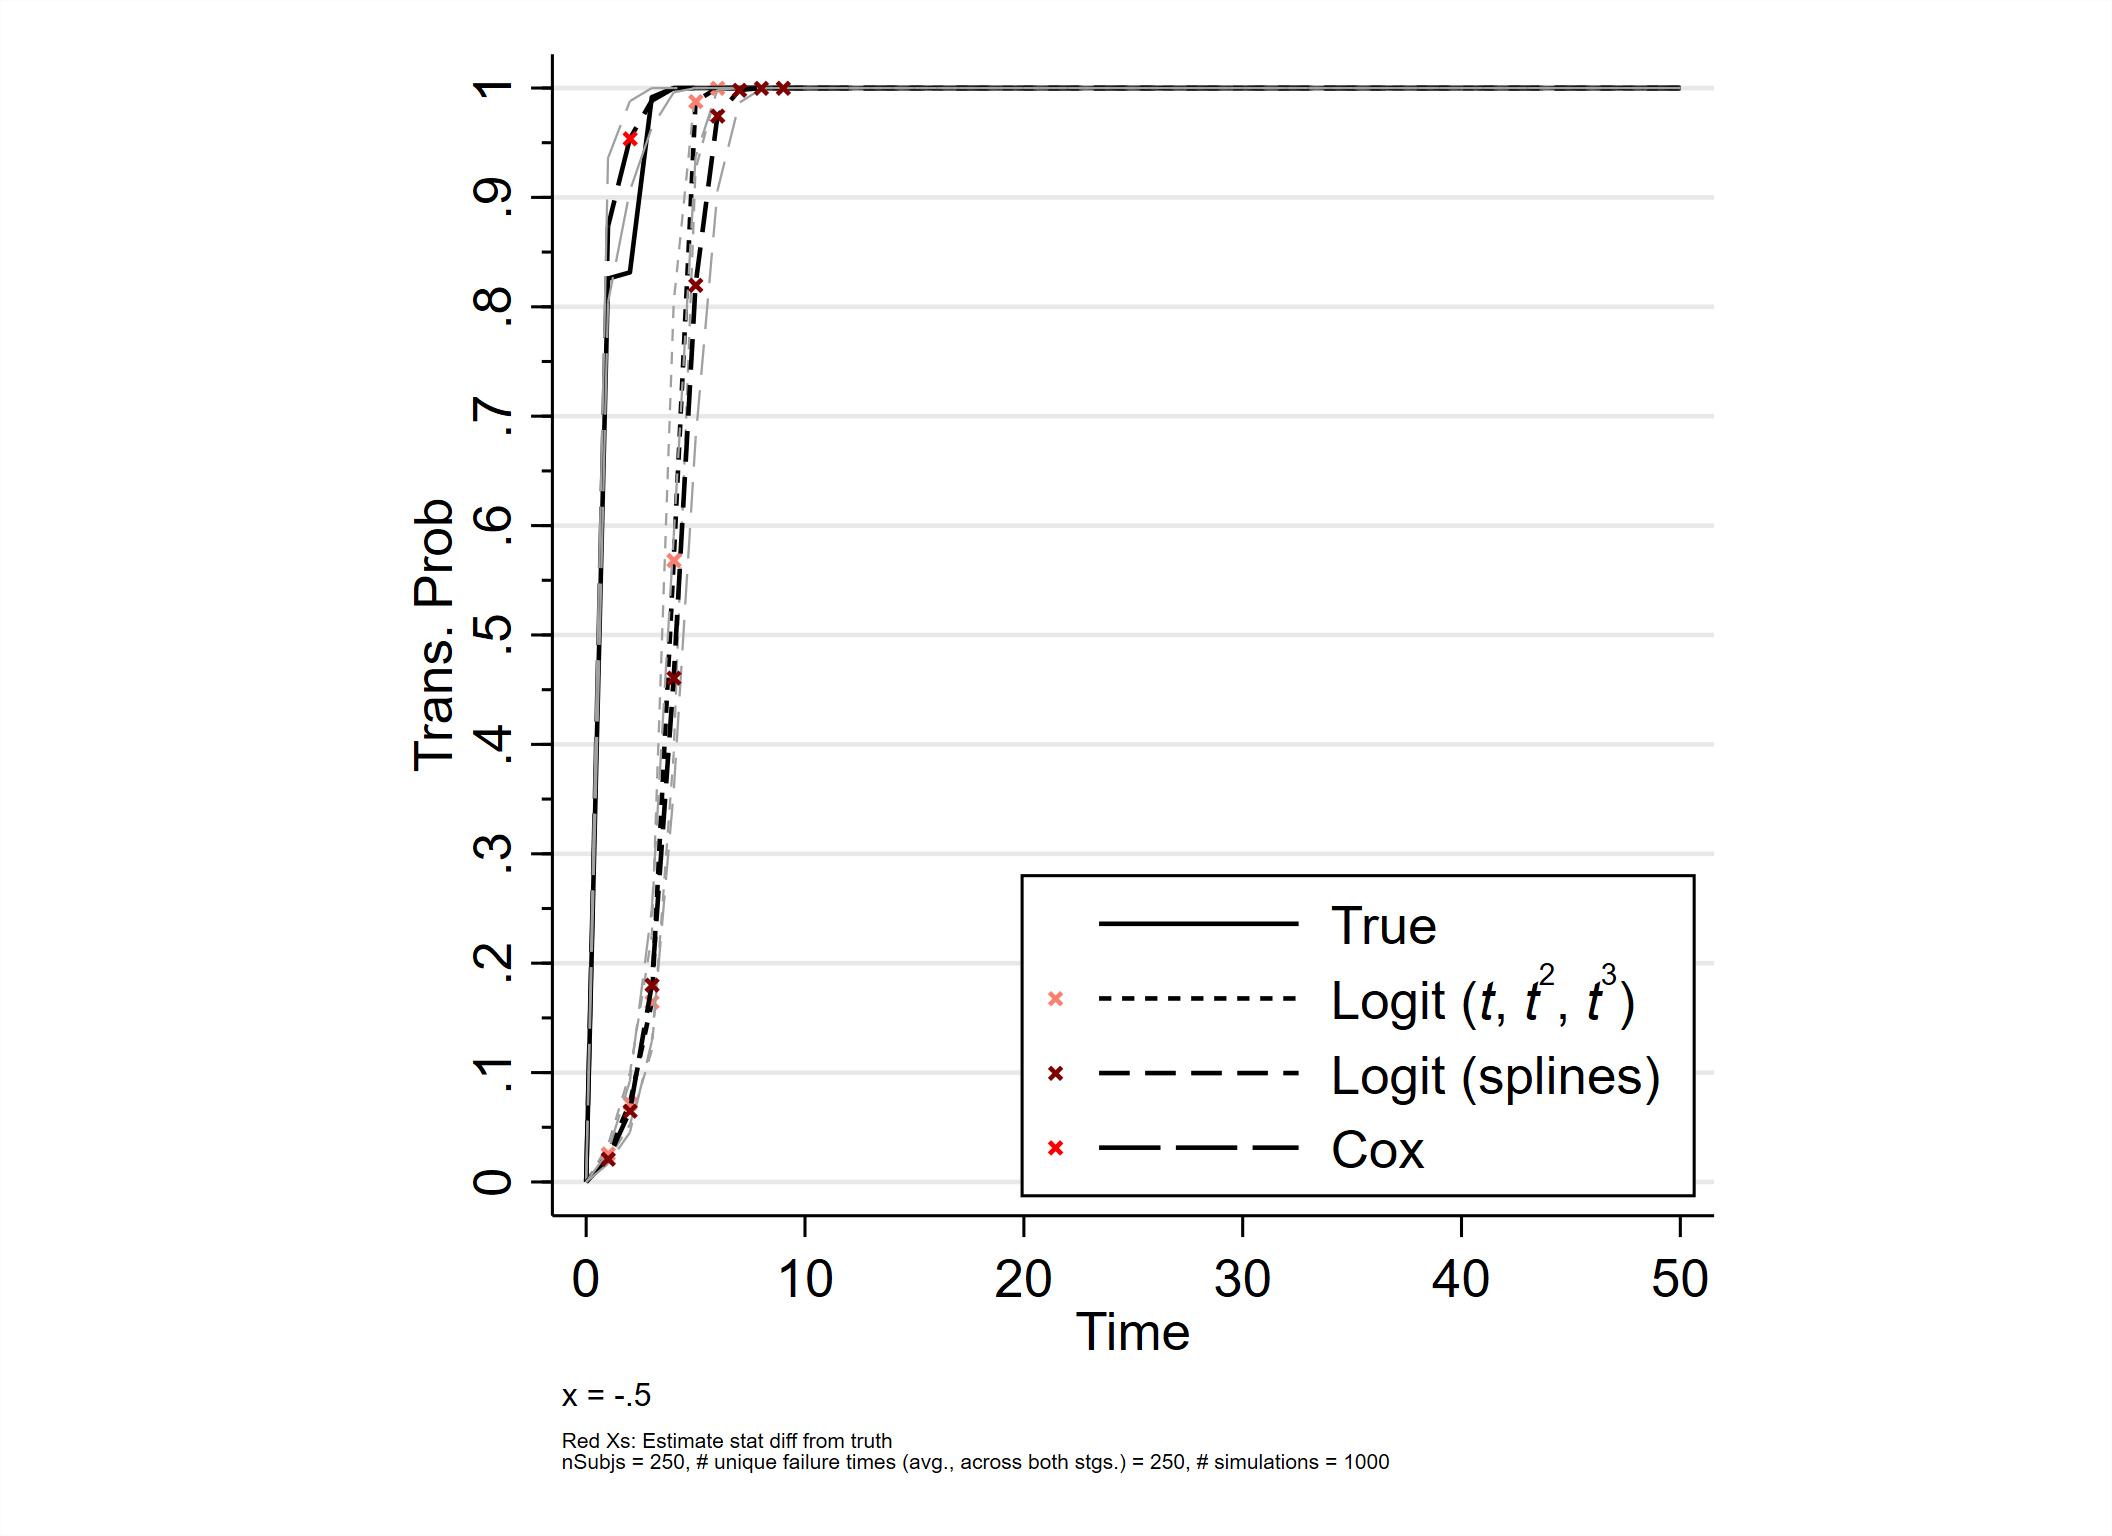 1
.9
.8
.7
.6
.5
.4
.3
.2
.1
0
Trans. Prob
True
Logit (t, t², t³)
Logit (splines)
Cox
0 10 20 30 40 50
Time
x = -.5
Red Xs: Estimate stat diff from truth
nSubjs = 250, # unique failure times (avg., across both stgs.) = 250, # simulations = 1000